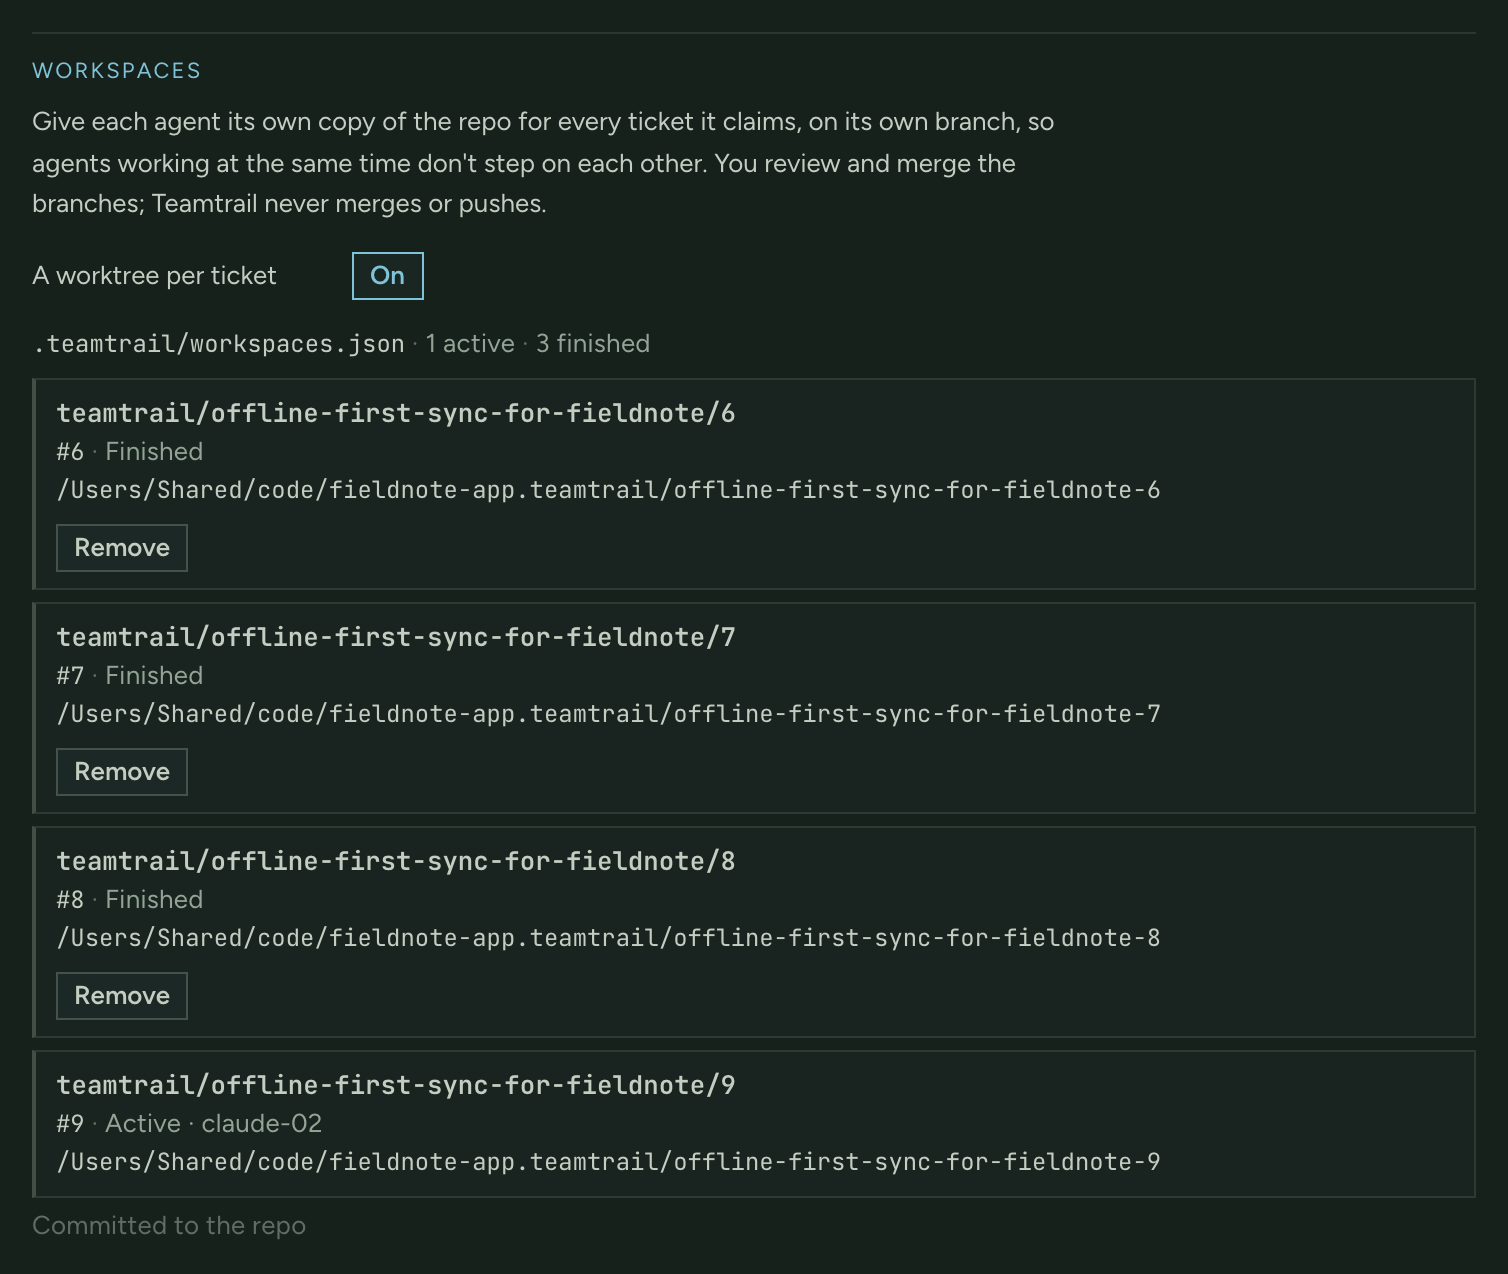 WORKSPACES
Give each agent its own copy of the repo for every ticket it claims, on its own branch, so
agents working at the same time don't step on each other. You review and merge the
branches; Teamtrail never merges or pushes.
A worktree per ticket On
.teamtrail/workspaces.json · 1 active · 3 finished
teamtrail/offline-first-sync-for-fieldnote/6
#6 · Finished
/Users/Shared/code/fieldnote-app.teamtrail/offline-first-sync-for-fieldnote-6
Remove
teamtrail/offline-first-sync-for-fieldnote/7
#7 · Finished
/Users/Shared/code/fieldnote-app.teamtrail/offline-first-sync-for-fieldnote-7
Remove
teamtrail/offline-first-sync-for-fieldnote/8
#8 · Finished
/Users/Shared/code/fieldnote-app.teamtrail/offline-first-sync-for-fieldnote-8
Remove
teamtrail/offline-first-sync-for-fieldnote/9
#9 · Active · claude-02
/Users/Shared/code/fieldnote-app.teamtrail/offline-first-sync-for-fieldnote-9
Committed to the repo